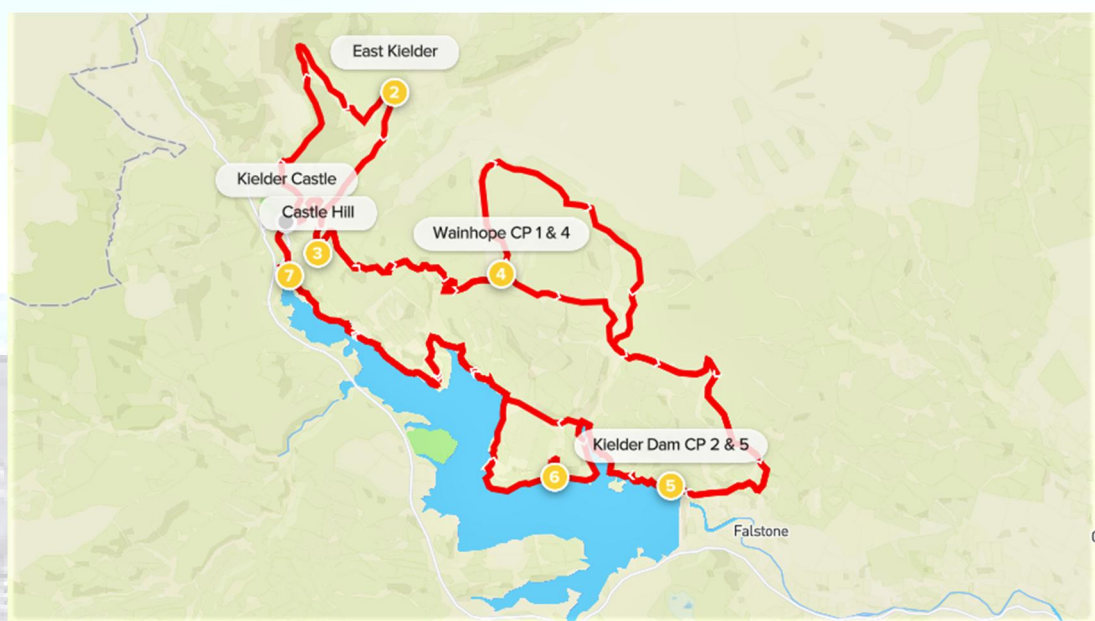 East Kielder
2
Kielder Castle
Castle Hill
3
Wainhope CP 1 & 4
4
7
Kielder Dam CP 2 & 5
6
5
Falstone